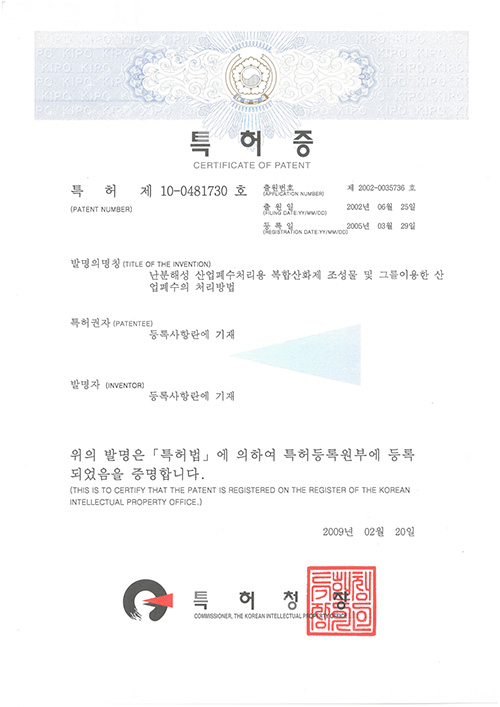 KIPO KIPO KIPO KIPO
특 허 증
CERTIFICATE OF PATENT
특 허 제 10-0481730 호
(PATENT NUMBER)
출원번호 제 2002-0035736 호
(APPLICATION NUMBER)
출 원 일 2002년 06월 25일
(FILING DATE:YY/MM/DD)
등 록 일 2005년 03월 29일
(REGISTRATION DATE:YY/MM/DD)
발명의명칭 (TITLE OF THE INVENTION)
난분해성 산업폐수처리용 복합산화제 조성물 및 그를이용한 산
업폐수의 처리방법
특허권자 (PATENTEE)
등록사항란에 기재
발명자 (INVENTOR)
등록사항란에 기재
위의 발명은「특허법」에 의하여 특허등록원부에 등록
되었음을 증명합니다.
(THIS IS TO CERTIFY THAT THE PATENT IS REGISTERED ON THE REGISTER OF THE KOREAN
INTELLECTUAL PROPERTY OFFICE.)
2009년 02월 20일
특 허 청 장
COMMISSIONER, THE KOREAN INTELLECTUAL PROPERTY OFFICE